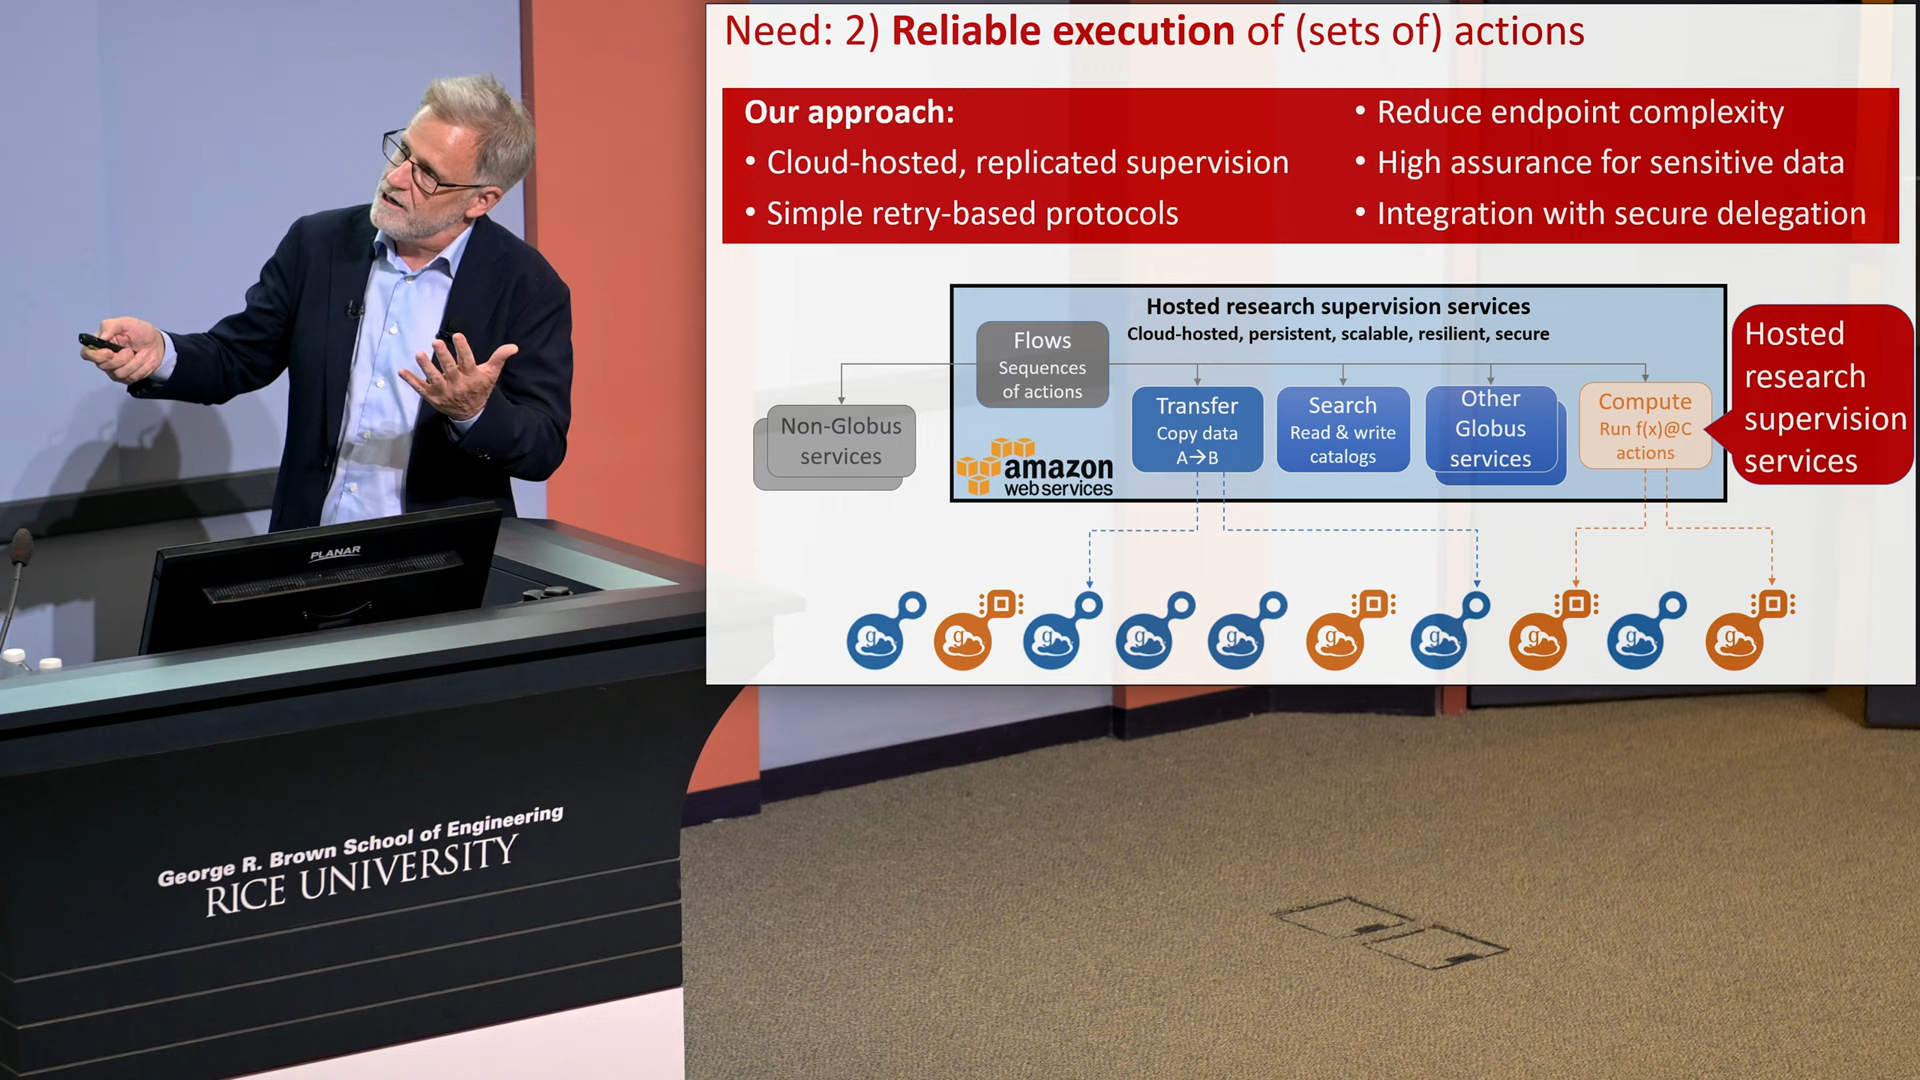 Need: 2) Reliable execution of (sets of) actions
Our approach:
• Cloud-hosted, replicated supervision
• Simple retry-based protocols
• Reduce endpoint complexity
• High assurance for sensitive data
• Integration with secure delegation
Hosted research supervision services
Cloud-hosted, persistent, scalable, resilient, secure
Flows
Sequences
of actions
Non-Globus
services
Transfer
Copy data
A→B
Search
Read & write
catalogs
Other
Globus
services
Compute
Run f(x)@C
actions
Hosted
research
supervision
services
amazon
webservices
g
g
g
g
g
g
g
g
g
g
PLANAR
George R. Brown School of Engineering
RICE UNIVERSITY